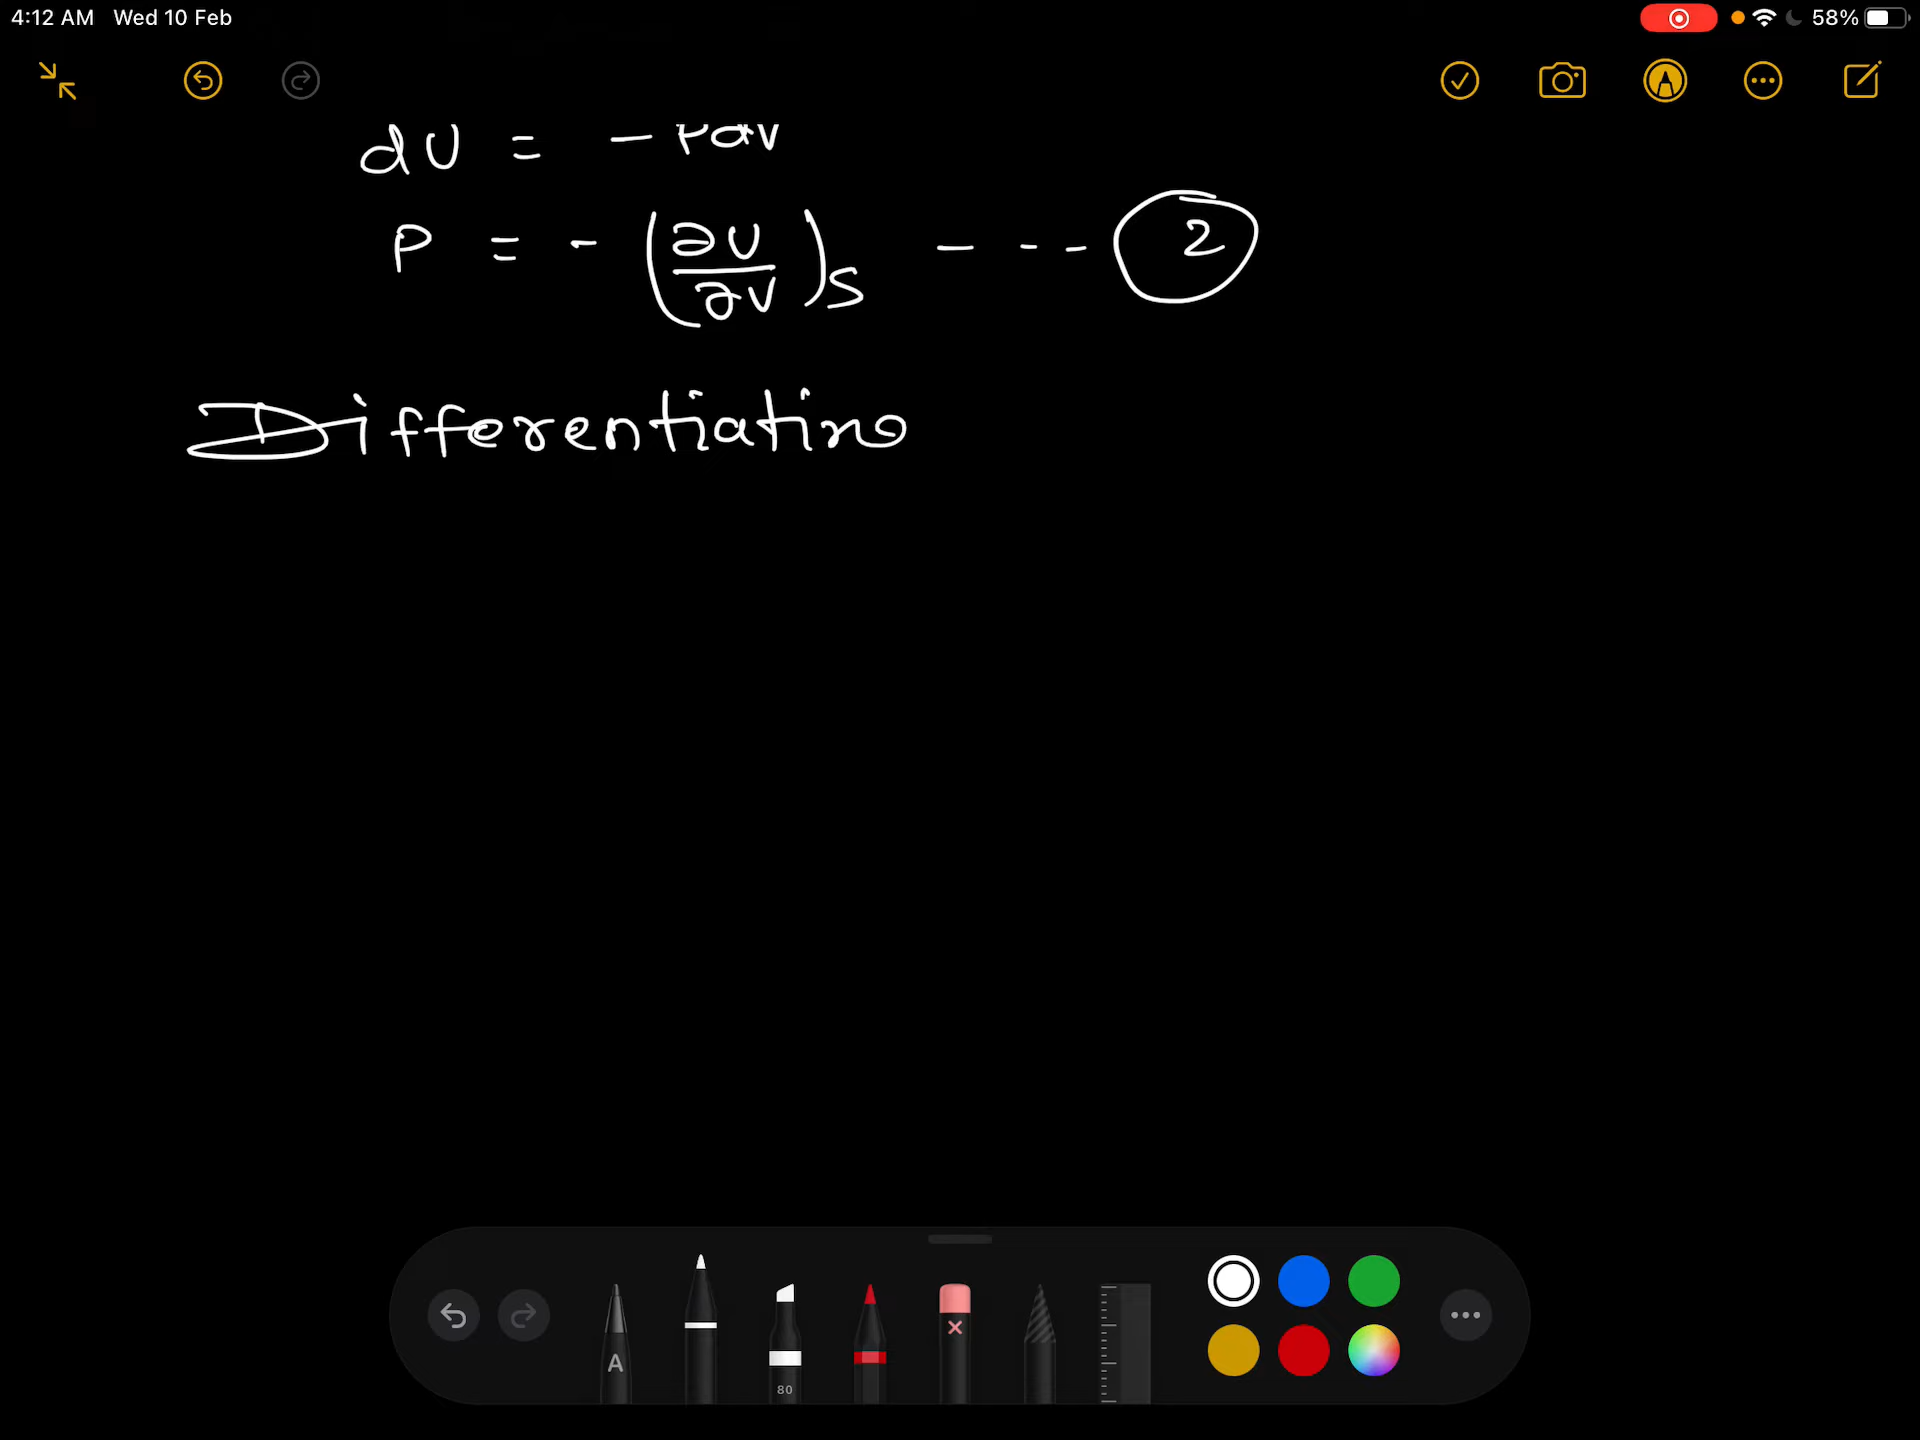 4:12 AM Wed 10 Feb 58%
dU = - PdV
P = - (∂U/∂V)S - - - 2
Differentiating
A
80